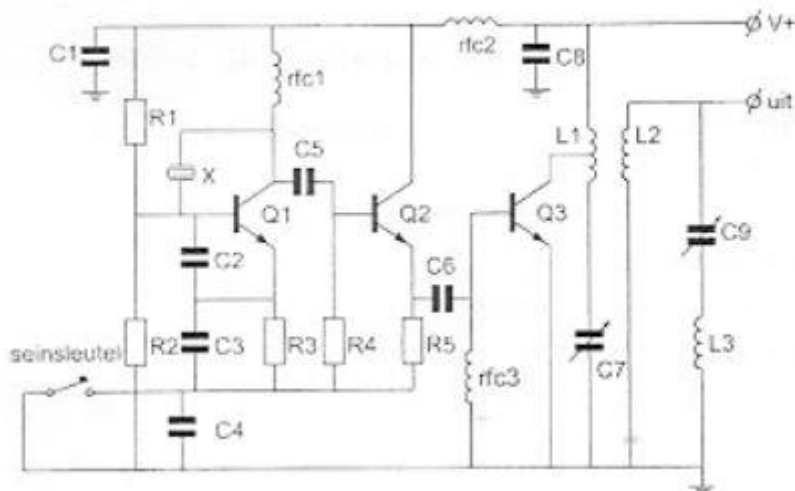 V+
rfc2
C1
C8
rfc1
uit
R1
L1
L2
C5
X
Q1
Q2
Q3
C9
C2
C6
R2
C3
R3
R4
R5
L3
seinsleutel
rfc3
C7
C4